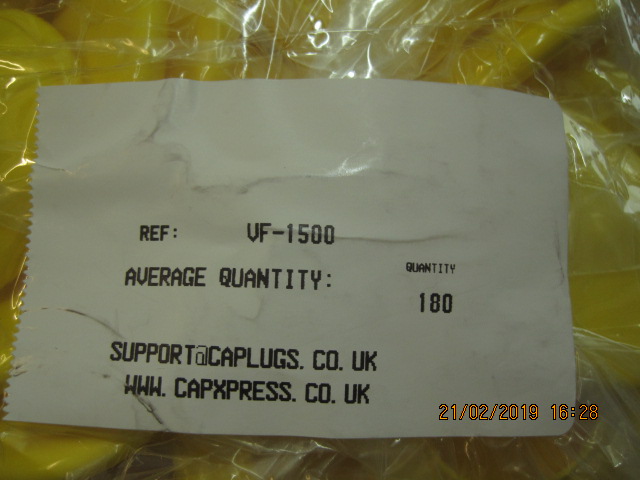 REF: VF-1500
QUANTITY
AVERAGE QUANTITY:
180
SUPPORT@CAPLUGS.CO.UK
WWW.CAPXPRESS.CO.UK
21/02/2019 16:28